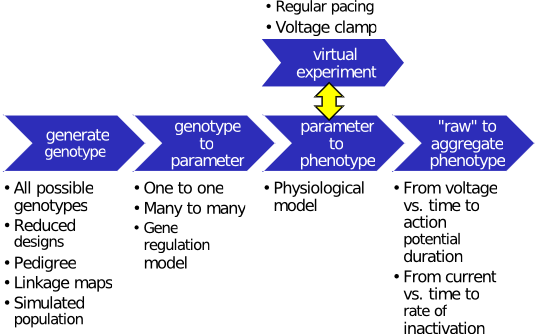 • Regular pacing
• Voltage clamp
virtual
experiment
generate
genotype
genotype
to
parameter
parameter
to
phenotype
"raw" to
aggregate
phenotype
• All possible
genotypes
• Reduced
designs
• Pedigree
• Linkage maps
• Simulated
population
• One to one
• Many to many
• Gene
regulation
model
• Physiological
model
• From voltage
vs. time to
action
potential
duration
• From current
vs. time to
rate of
inactivation